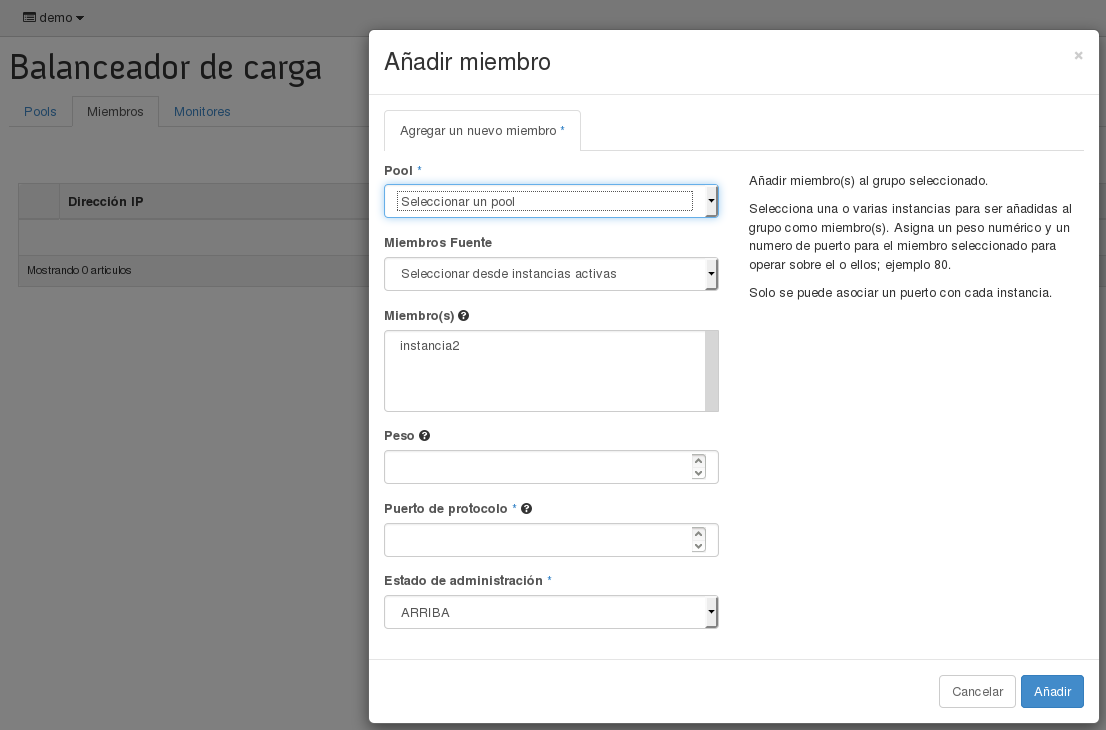 demo
Balanceador de carga
Pools Miembros Monitores
Dirección IP
Mostrando 0 artículos
Añadir miembro
×
Agregar un nuevo miembro *
Pool *
Seleccionar un pool
Miembros Fuente
Seleccionar desde instancias activas
Miembro(s)
instancia2
Peso
Puerto de protocolo *
Estado de administración *
ARRIBA
Añadir miembro(s) al grupo seleccionado.
Selecciona una o varias instancias para ser añadidas al
grupo como miembro(s). Asigna un peso numérico y un
numero de puerto para el miembro seleccionado para
operar sobre el o ellos; ejemplo 80.
Solo se puede asociar un puerto con cada instancia.
Cancelar Añadir